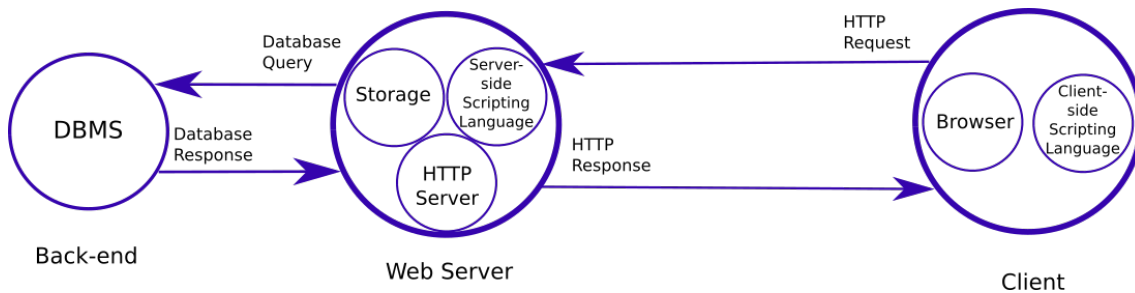 Database
Query
HTTP
Request
Storage
Server-
side
Scripting
Language
Client-
side
Scripting
Language
Browser
DBMS
Database
Response
HTTP
Server
HTTP
Response
Back-end
Web Server
Client